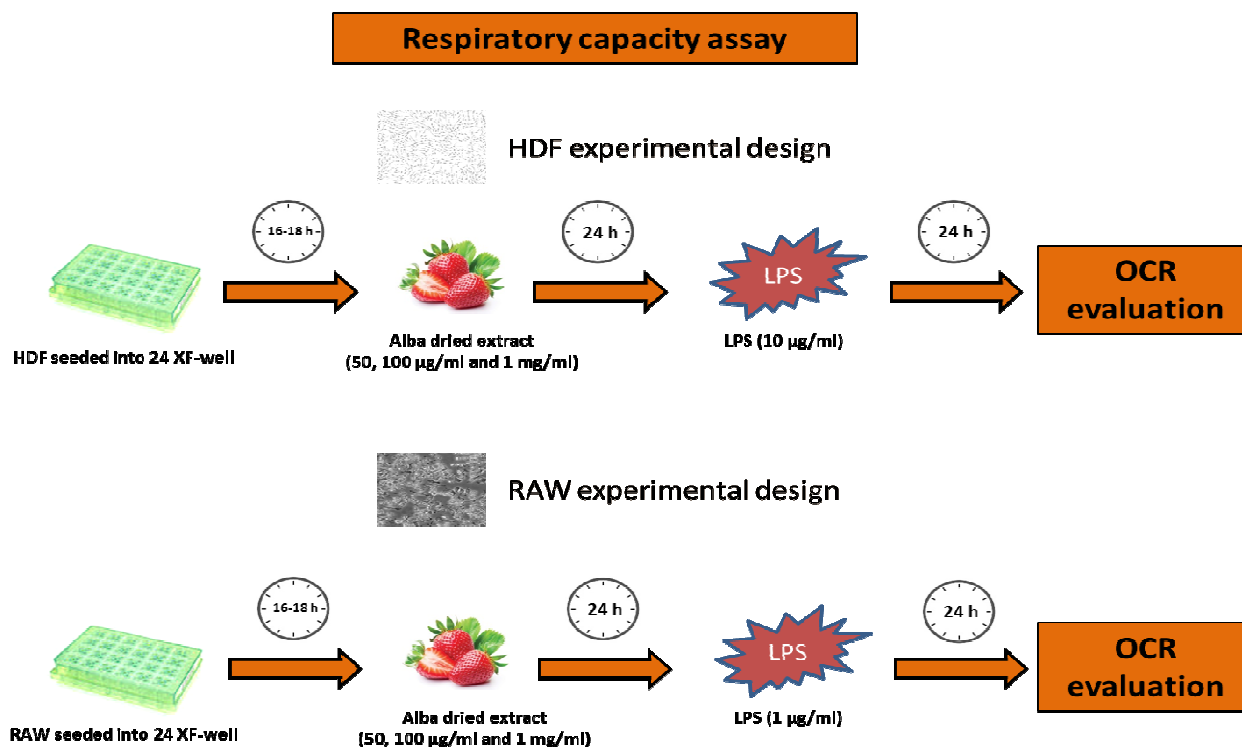 Respiratory capacity assay
HDF experimental design
16-18 h
24 h
24 h
LPS
OCR
evaluation
HDF seeded into 24 XF-well
Alba dried extract
(50, 100 µg/ml and 1 mg/ml)
LPS (10 µg/ml)
RAW experimental design
16-18 h
24 h
24 h
LPS
OCR
evaluation
RAW seeded into 24 XF-well
Alba dried extract
(50, 100 µg/ml and 1 mg/ml)
LPS (1 µg/ml)